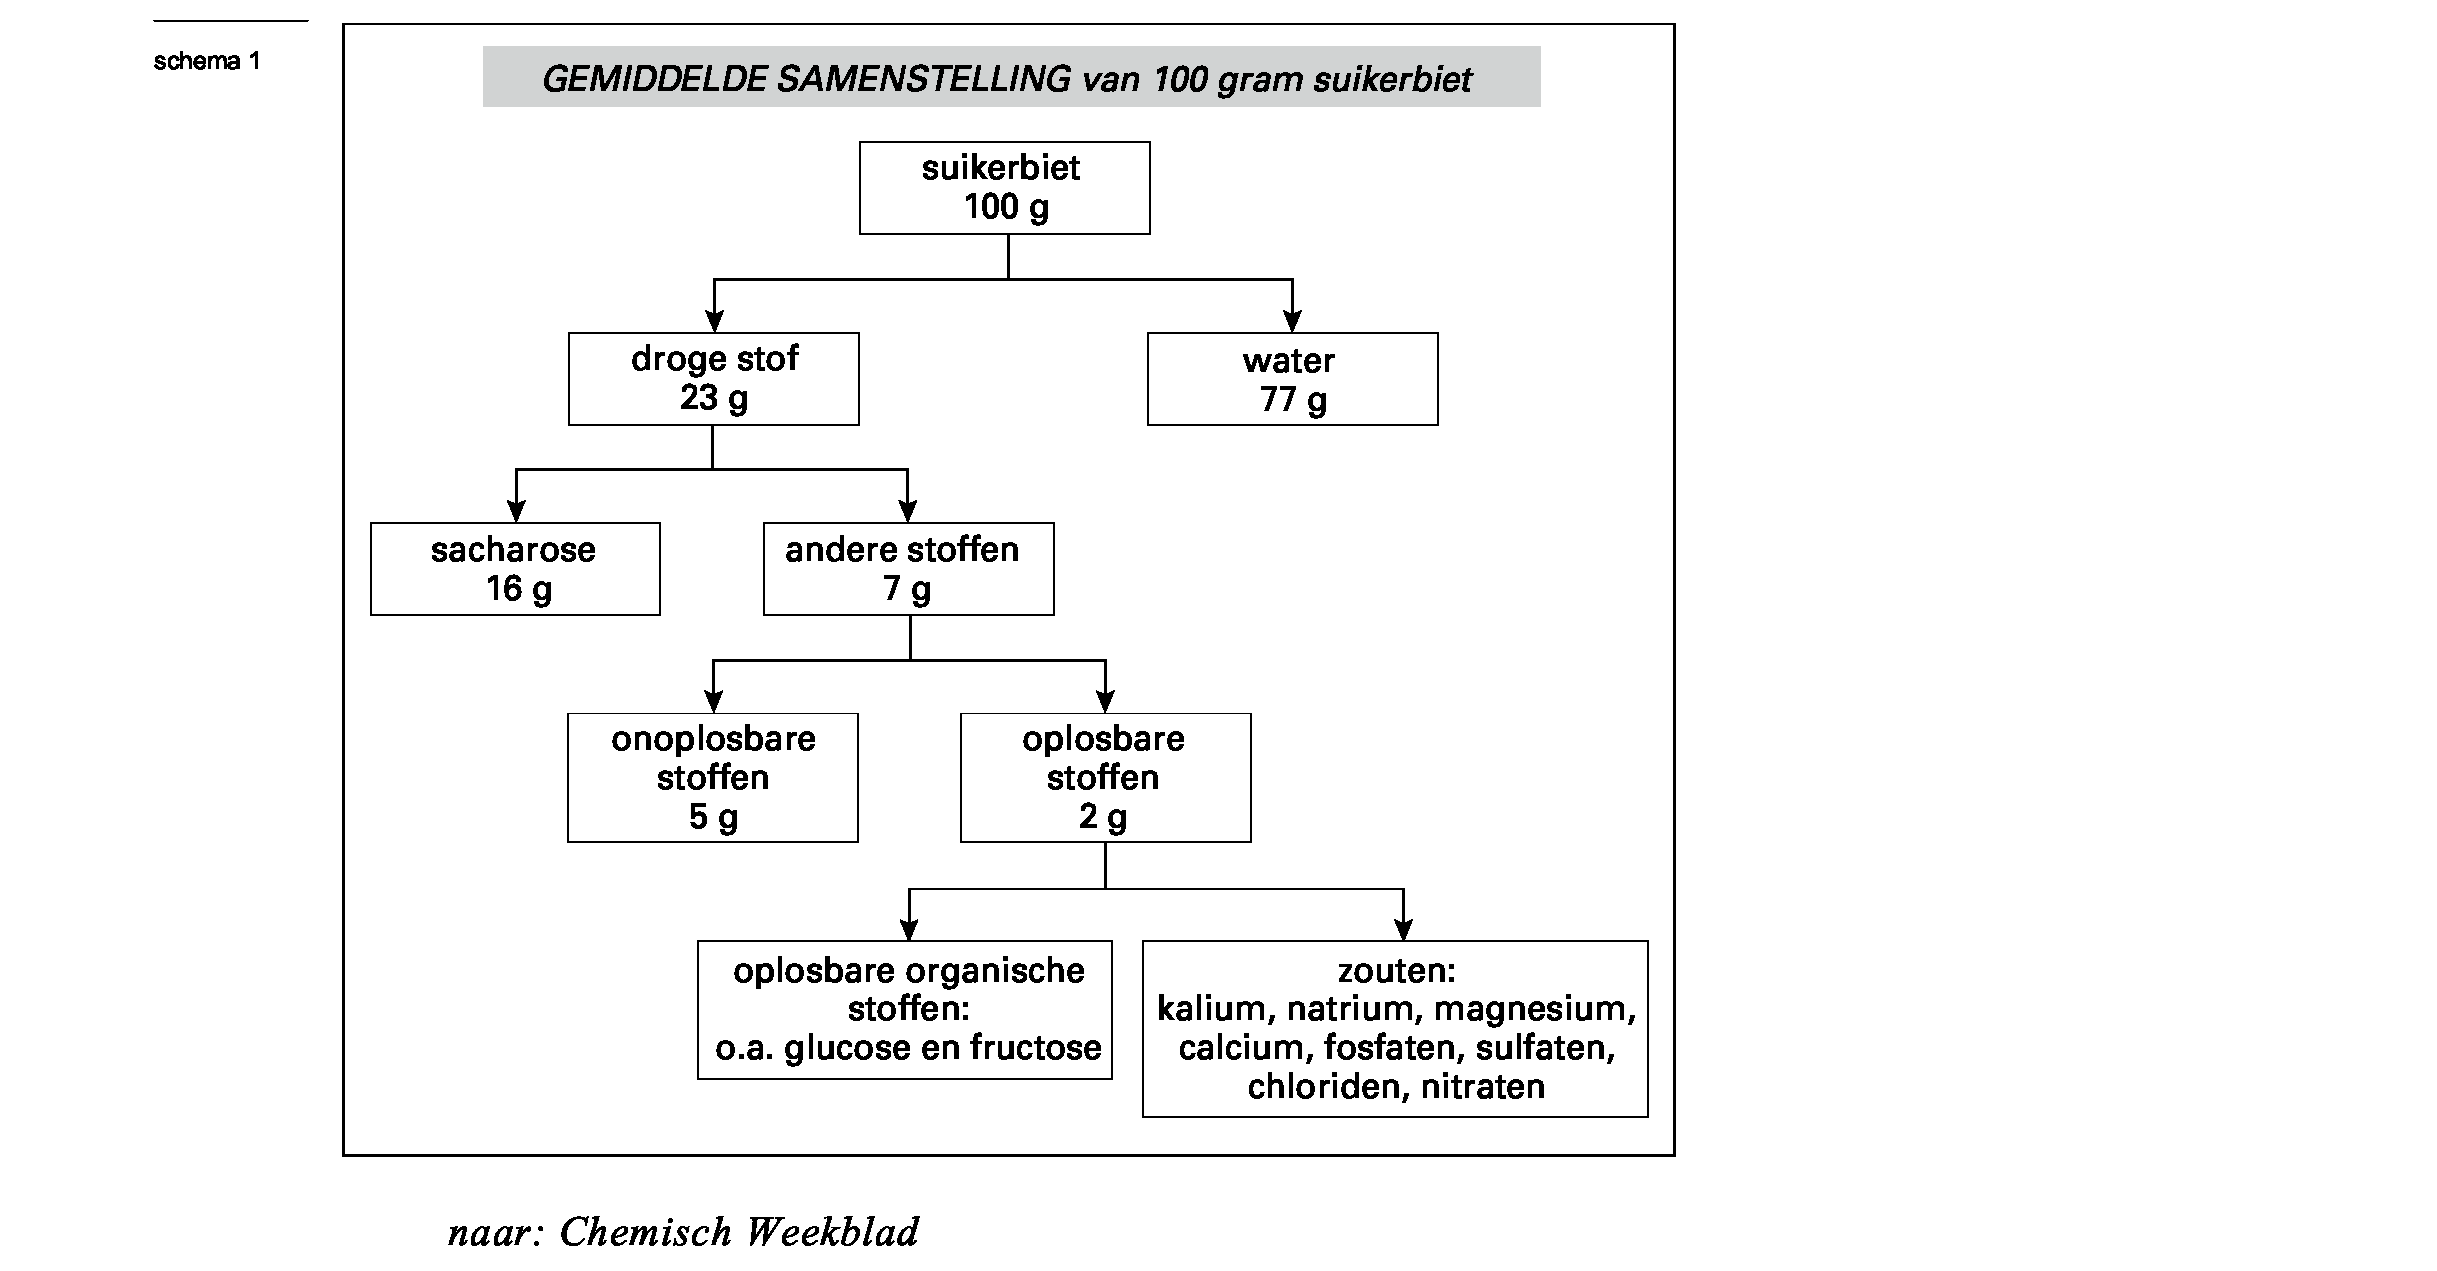 schema 1
GEMIDDELDE SAMENSTELLING van 100 gram suikerbiet
suikerbiet
100 g
droge stof
23 g
water
77 g
sacharose
16 g
andere stoffen
7 g
onoplosbare
stoffen
5 g
oplosbare
stoffen
2 g
oplosbare organische
stoffen:
o.a. glucose en fructose
zouten:
kalium, natrium, magnesium,
calcium, fosfaten, sulfaten,
chloriden, nitraten
naar: Chemisch Weekblad